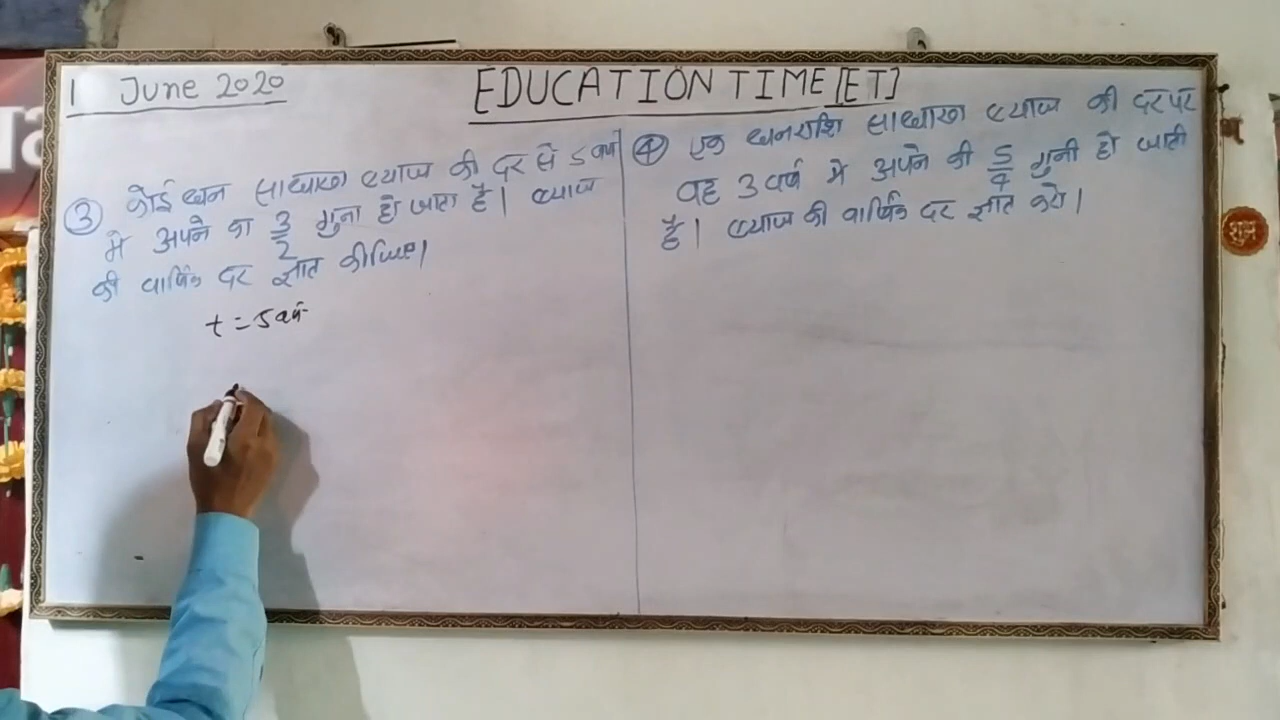 1 June 2020
EDUCATION TIME [ET]
③ कोई धन साधारण ब्याज की दर से 5 वर्ष
मे अपने का 3/2 गुना हो जाता है। ब्याज
की वार्षिक दर ज्ञात कीजिए।
t = 5 वर्ष
④ एक धनराशि साधारण ब्याज की दर पर
वह 3 वर्ष मे अपने की 5/4 गुनी हो जाती
है। ब्याज की वार्षिक दर ज्ञात करो।
शुभ